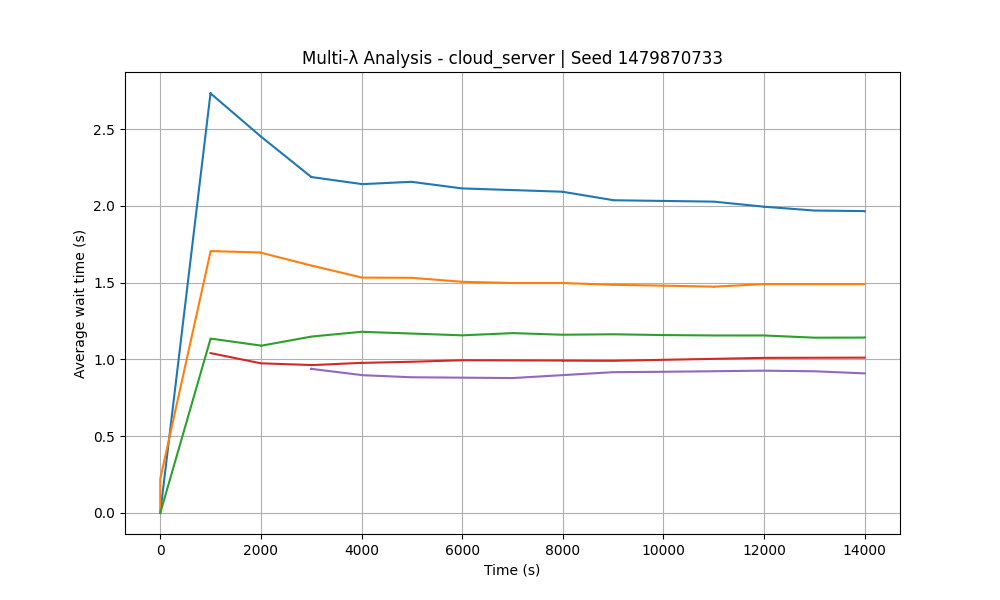 Multi-λ Analysis - cloud_server | Seed 1479870733
Average wait time (s)
2.5
2.0
1.5
1.0
0.5
0.0
0 2000 4000 6000 8000 10000 12000 14000
Time (s)